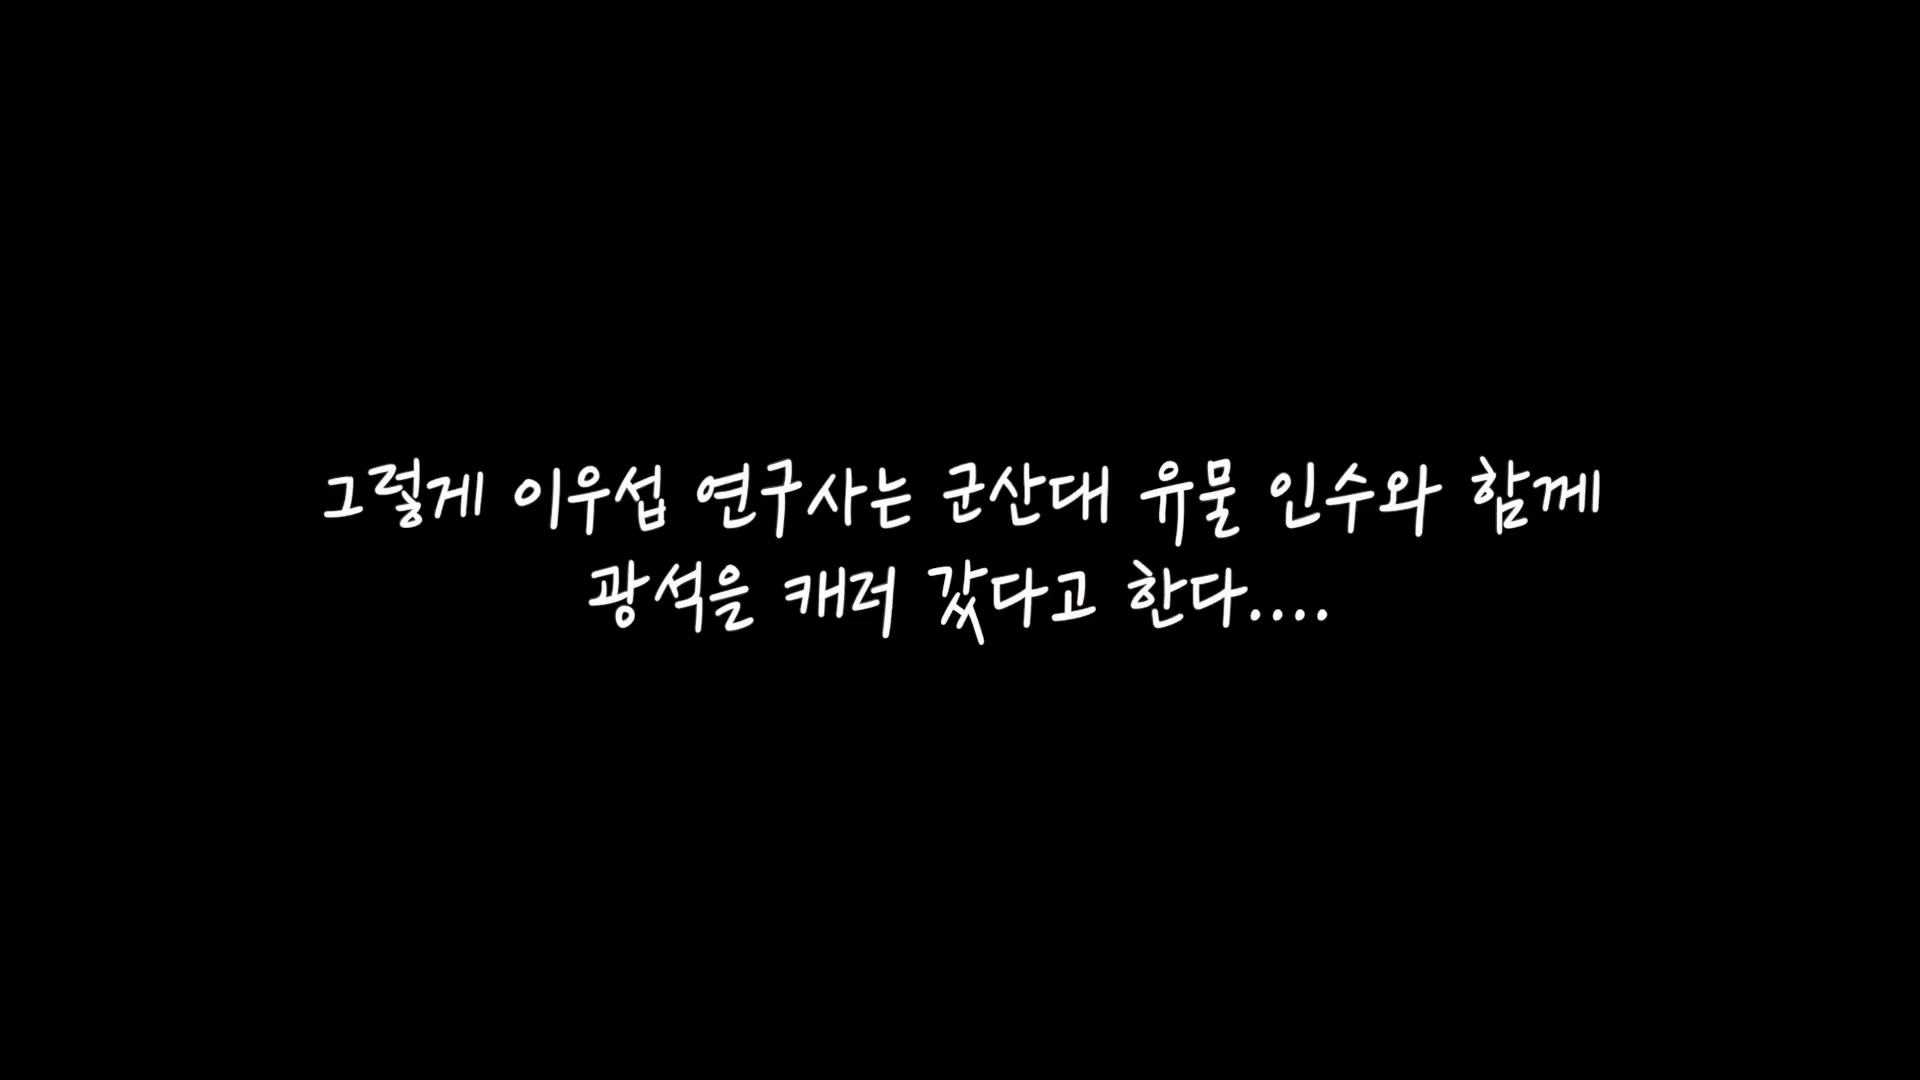 그렇게 이우섭 연구사는 군산대 유물 인수와 함께
광석을 캐러 갔다고 한다....